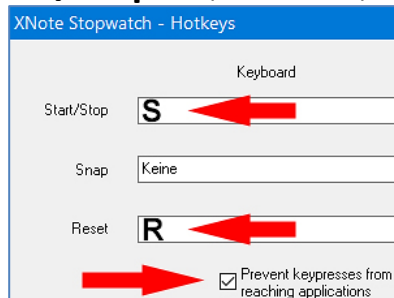 XNote Stopwatch - Hotkeys
Keyboard
Start/Stop S
Snap Keine
Reset R
Prevent keypresses from
reaching applications